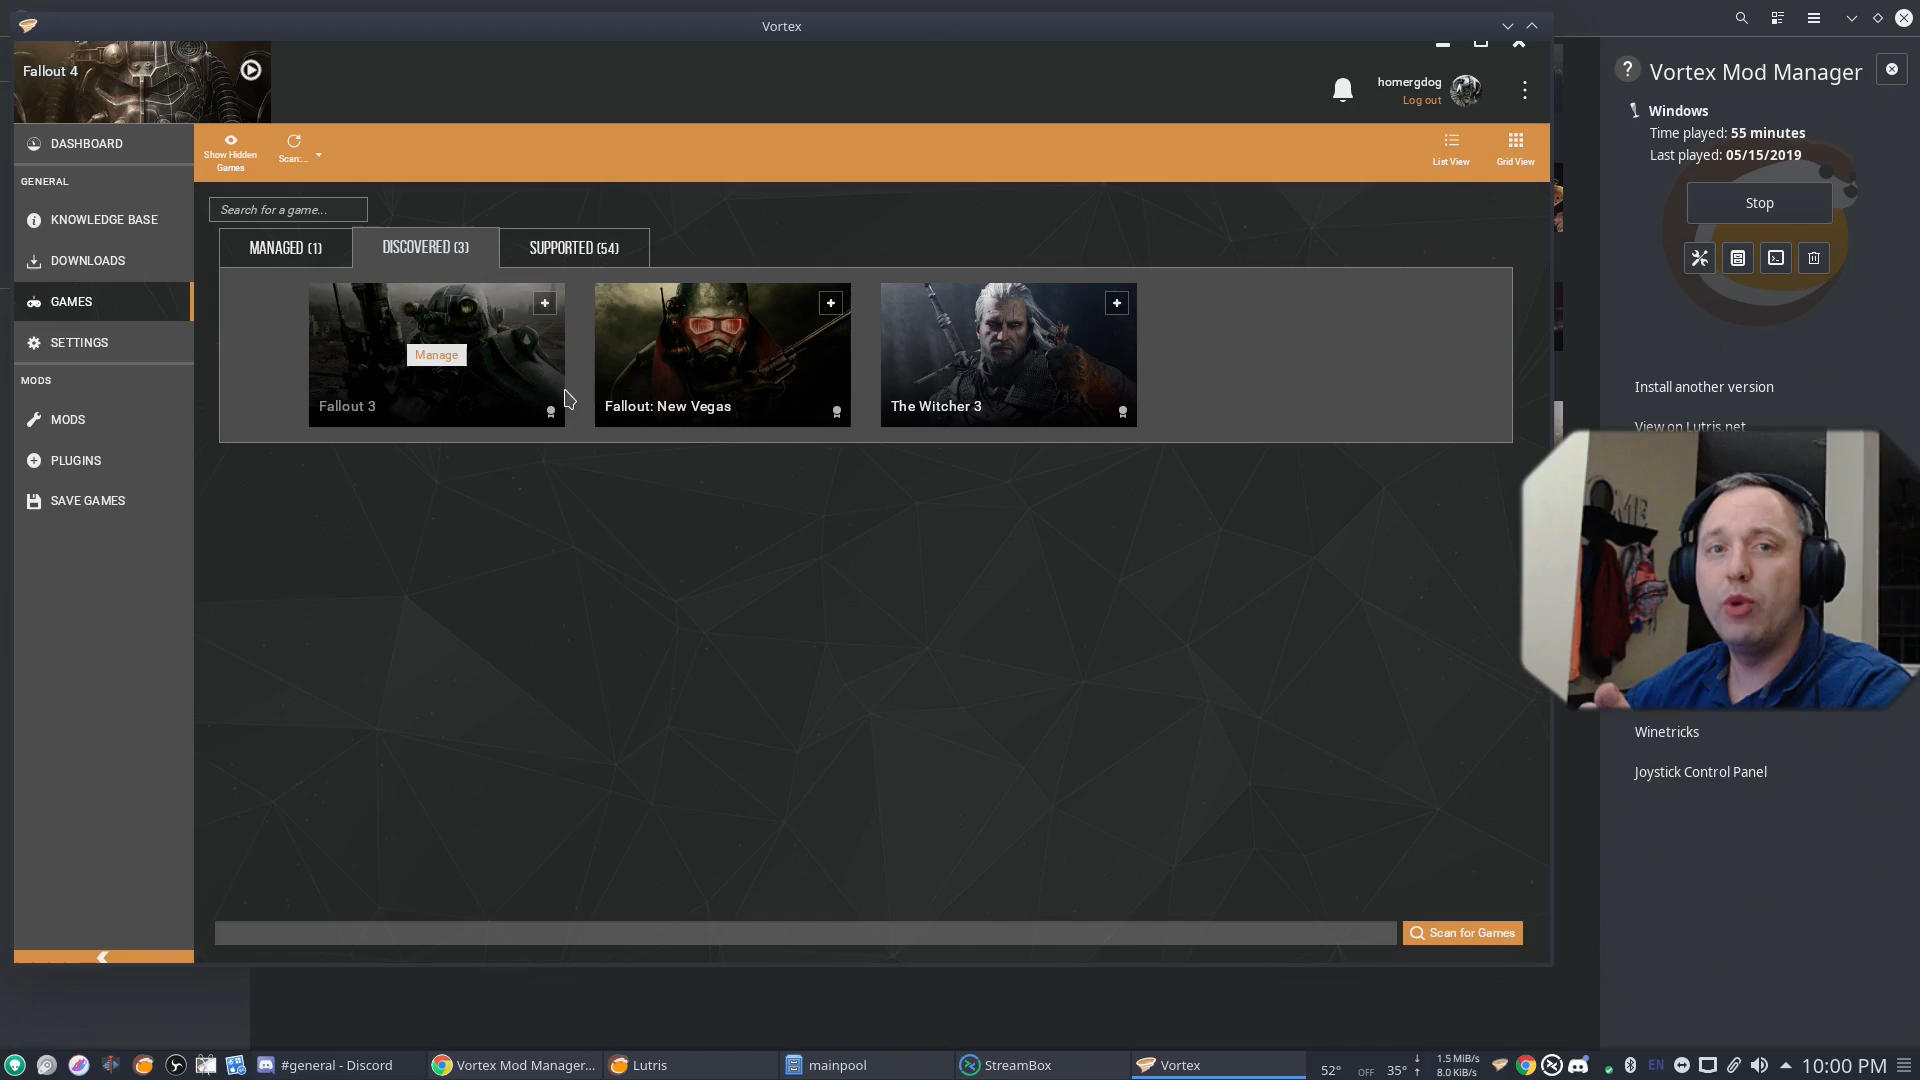 Vortex
Fallout 4
homergdog
Log out
DASHBOARD
GENERAL
KNOWLEDGE BASE
DOWNLOADS
GAMES
SETTINGS
MODS
MODS
PLUGINS
SAVE GAMES
Show Hidden
Games
Scan:...
List View
Grid View
Search for a game...
MANAGED (1)
DISCOVERED (3)
SUPPORTED (54)
Manage
Fallout 3
Fallout: New Vegas
The Witcher 3
Scan for Games
? Vortex Mod Manager
Windows
Time played: 55 minutes
Last played: 05/15/2019
Stop
Install another version
View on Lutris.net
Winetricks
Joystick Control Panel
#general - Discord
Vortex Mod Manager...
Lutris
mainpool
StreamBox
Vortex
52°
OFF
35°
1.5 MiB/s
8.0 KiB/s
EN
10:00 PM